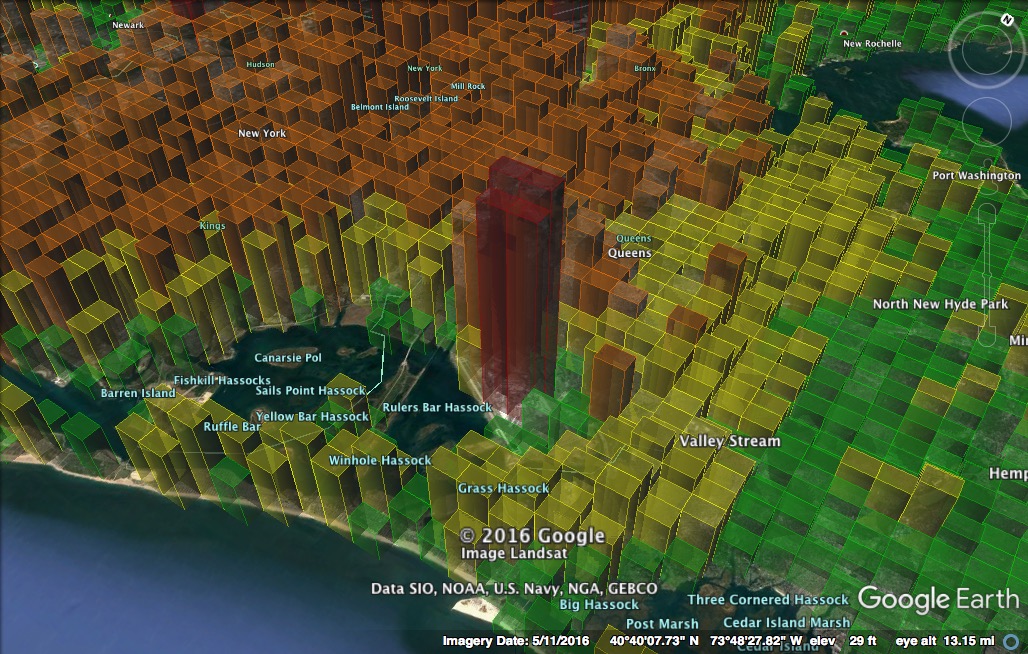 Newark
New Rochelle
Hudson
New York
Bronx
Mill Rock
Roosevelt Island
Belmont Island
New York
Port Washington
Kings
Queens
Queens
North New Hyde Park
Canarsie Pol
Fishkill Hassocks
Barren Island
Sails Point Hassock
Rulers Bar Hassock
Yellow Bar Hassock
Ruffle Bar
Valley Stream
Winhole Hassock
Hemp
Grass Hassock
© 2016 Google
Image Landsat
Data SIO, NOAA, U.S. Navy, NGA, GEBCO
Big Hassock
Three Cornered Hassock
Google Earth
Post Marsh
Cedar Island Marsh
Imagery Date: 5/11/2016 40°40'07.73" N 73°48'27.82" W elev 29 ft eye alt 13.15 mi
Cedar Island